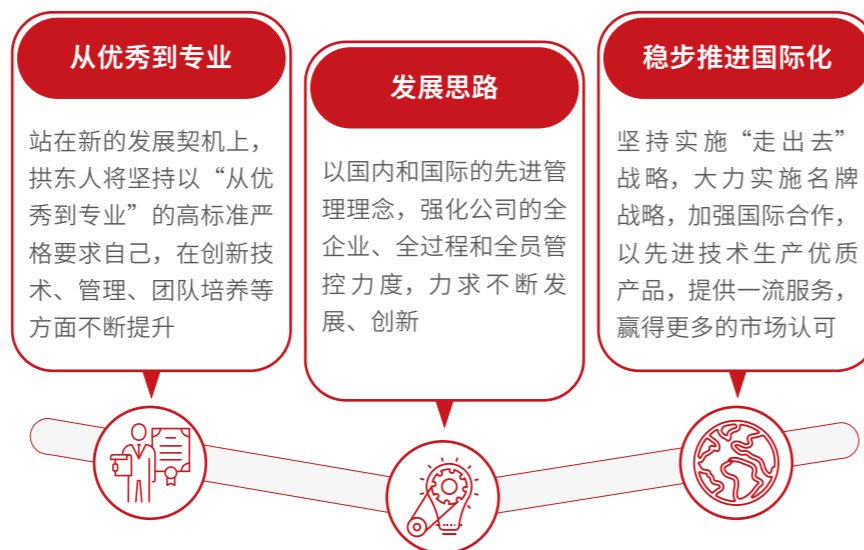 从优秀到专业
站在新的发展契机上，
拱东人将坚持以“从优
秀到专业”的高标准严
格要求自己，在创新技
术、管理、团队培养等
方面不断提升
发展思路
以国内和国际的先进管
理理念，强化公司的全
企业、全过程和全员管
控力度，力求不断发
展、创新
稳步推进国际化
坚持实施“走出去”
战略，大力实施名牌
战略，加强国际合作，
以先进技术生产优质
产品，提供一流服务，
赢得更多的市场认可